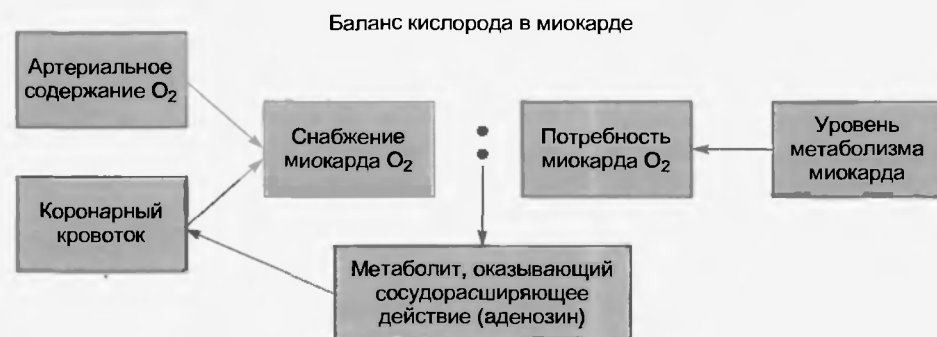 Баланс кислорода в миокарде
Артериальное
содержание O₂
Снабжение
миокарда O₂
Потребность
миокарда O₂
Уровень
метаболизма
миокарда
Коронарный
кровоток
Метаболит, оказывающий
сосудорасширяющее
действие (аденозин)